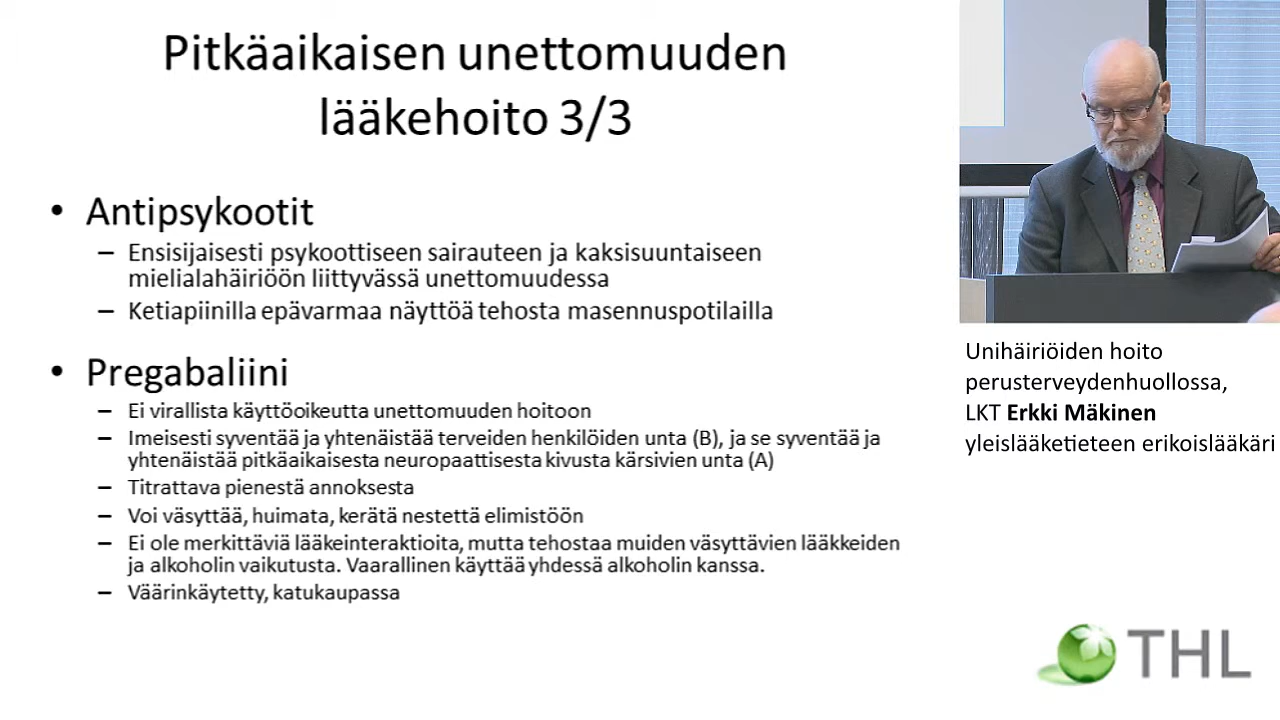 Pitkäaikaisen unettomuuden
lääkehoito 3/3
• Antipsykootit
– Ensisijaisesti psykoottiseen sairauteen ja kaksisuuntaiseen
mielialahäiriöön liittyvässä unettomuudessa
– Ketiapiinilla epävarmaa näyttöä tehosta masennuspotilailla
• Pregabaliini
– Ei virallista käyttöoikeutta unettomuuden hoitoon
– Imeisesti syventää ja yhtenäistää terveiden henkilöiden unta (B), ja se syventää ja
yhtenäistää pitkäaikaisesta neuropaattisesta kivusta kärsivien unta (A)
– Titrattava pienestä annoksesta
– Voi väsyttää, huimata, kerätä nestettä elimistöön
– Ei ole merkittäviä lääkeinteraktioita, mutta tehostaa muiden väsyttävien lääkkeiden
ja alkoholin vaikutusta. Vaarallinen käyttää yhdessä alkoholin kanssa.
– Väärinkäytetty, katukaupassa
Unihäiriöiden hoito
perusterveydenhuollossa,
LKT Erkki Mäkinen
yleislääketieteen erikoislääkäri
THL